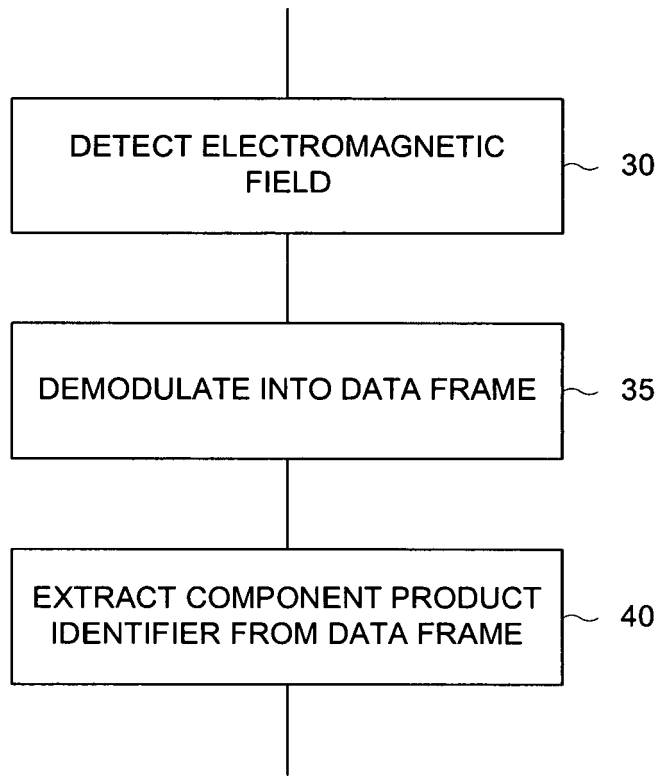 DETECT ELECTROMAGNETIC
FIELD
30
DEMODULATE INTO DATA FRAME
35
EXTRACT COMPONENT PRODUCT
IDENTIFIER FROM DATA FRAME
40